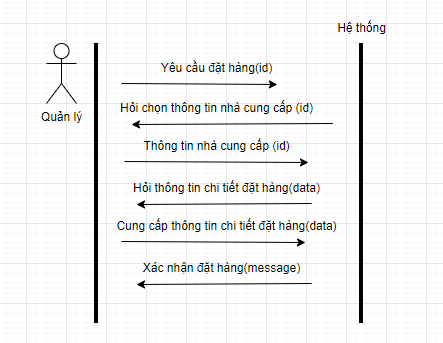 Hệ thống
Yêu cầu đặt hàng(id)
Quản lý
Hỏi chọn thông tin nhà cung cấp (id)
Thông tin nhà cung cấp (id)
Hỏi thông tin chi tiết đặt hàng(data)
Cung cấp thông tin chi tiết đặt hàng(data)
Xác nhận đặt hàng(message)